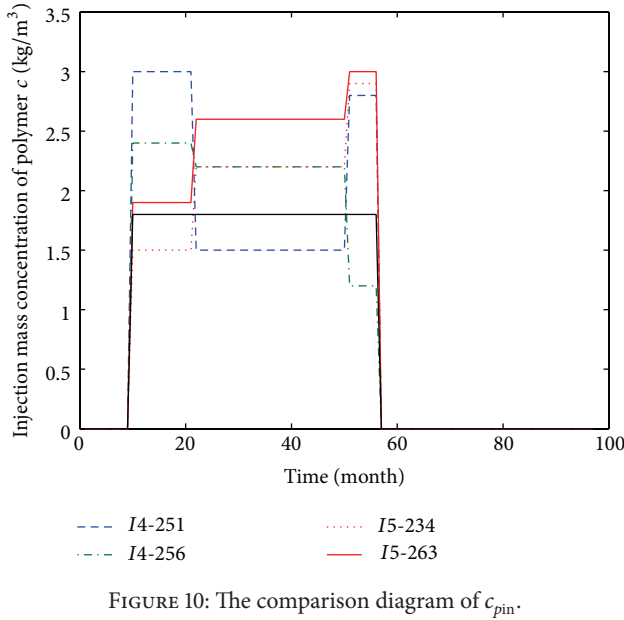 3.5
3
2.5
2
1.5
1
0.5
0
Injection mass concentration of polymer c (kg/m³)
0 20 40 60 80 100
Time (month)
I4-251 I5-234
I4-256 I5-263
FIGURE 10: The comparison diagram of c_pin.